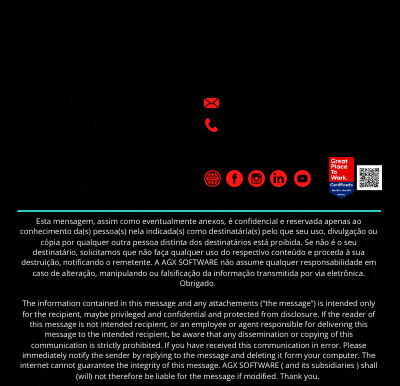 Great
Place
To
Work.
Certificada
Esta mensagem, assim como eventualmente anexos, é confidencial e reservada apenas ao
conhecimento da(s) pessoa(s) nela indicada(s) como destinatária(s) pelo que seu uso, divulgação ou
cópia por qualquer outra pessoa distinta dos destinatários está proibida. Se não é o seu
destinatário, solicitamos que não faça qualquer uso do respectivo conteúdo e proceda à sua
destruição, notificando o remetente. A AGX SOFTWARE não assume qualquer responsabilidade em
caso de alteração, manipulando ou falsificação da informação transmitida por via eletrônica.
Obrigado.
The information contained in this message and any attachements ("the message") is intended only
for the recipient, maybe privileged and confidential and protected from disclosure. If the reader of
this message is not intended recipient, or an employee or agent responsible for delivering this
message to the intended recipient, be aware that any dissemination or copying of this
communication is strictly prohibited. If you have received this communication in error. Please
immediately notify the sender by replying to the message and deleting it form your computer. The
internet cannot guarantee the integrity of this message. AGX SOFTWARE ( and its subsidiaries ) shall
(will) not therefore be liable for the message if modified. Thank you.